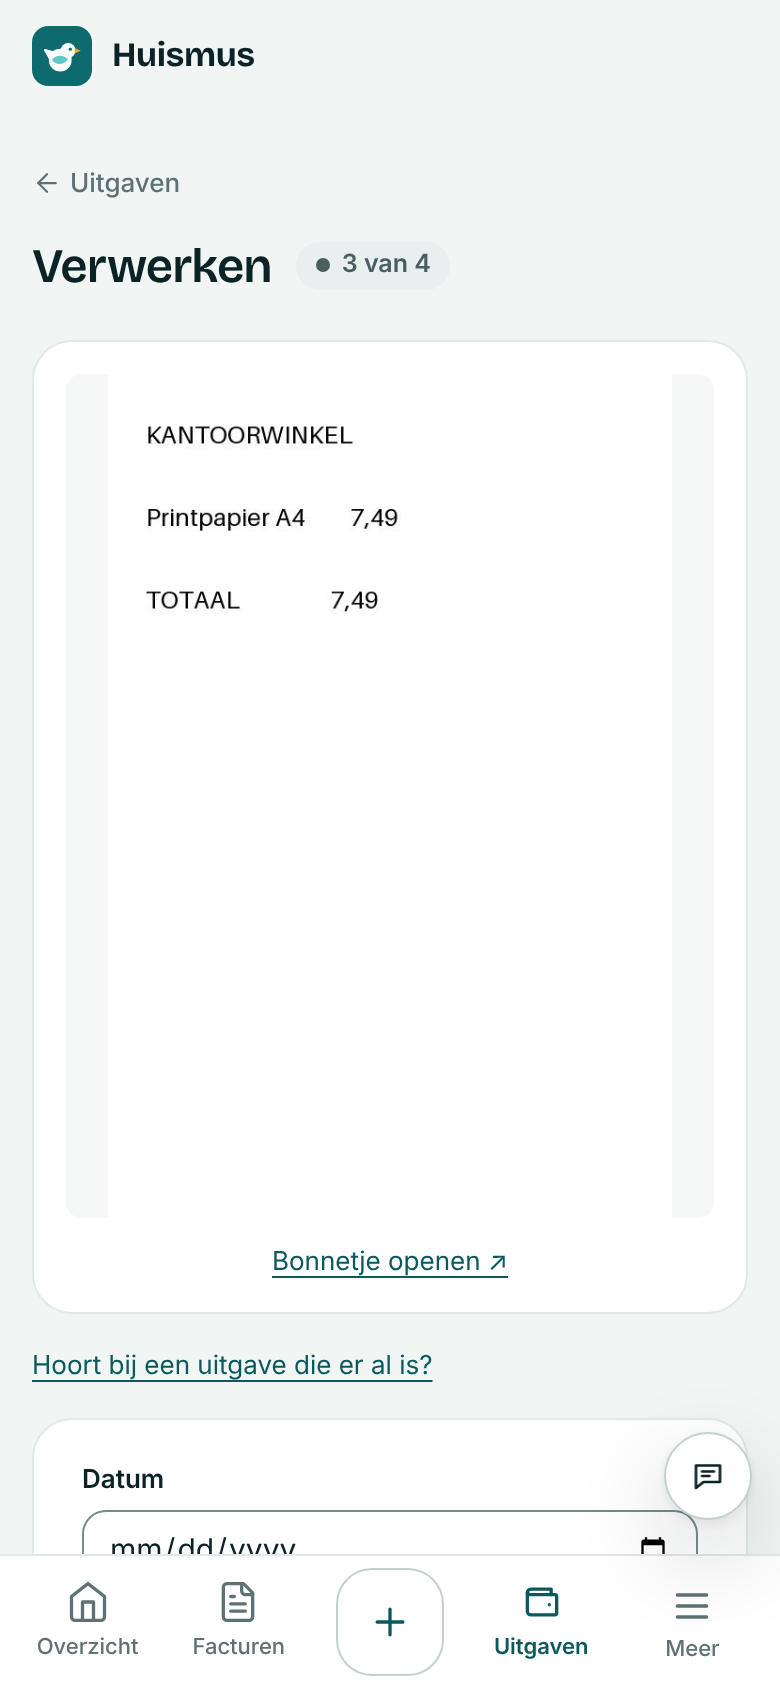 Huismus
Uitgaven
Verwerken
3 van 4
KANTOORWINKEL
Printpapier A4 7,49
TOTAAL 7,49
Bonnetje openen ↗
Hoort bij een uitgave die er al is?
Datum
mm/dd/yyyy
Overzicht
Facturen
Uitgaven
Meer